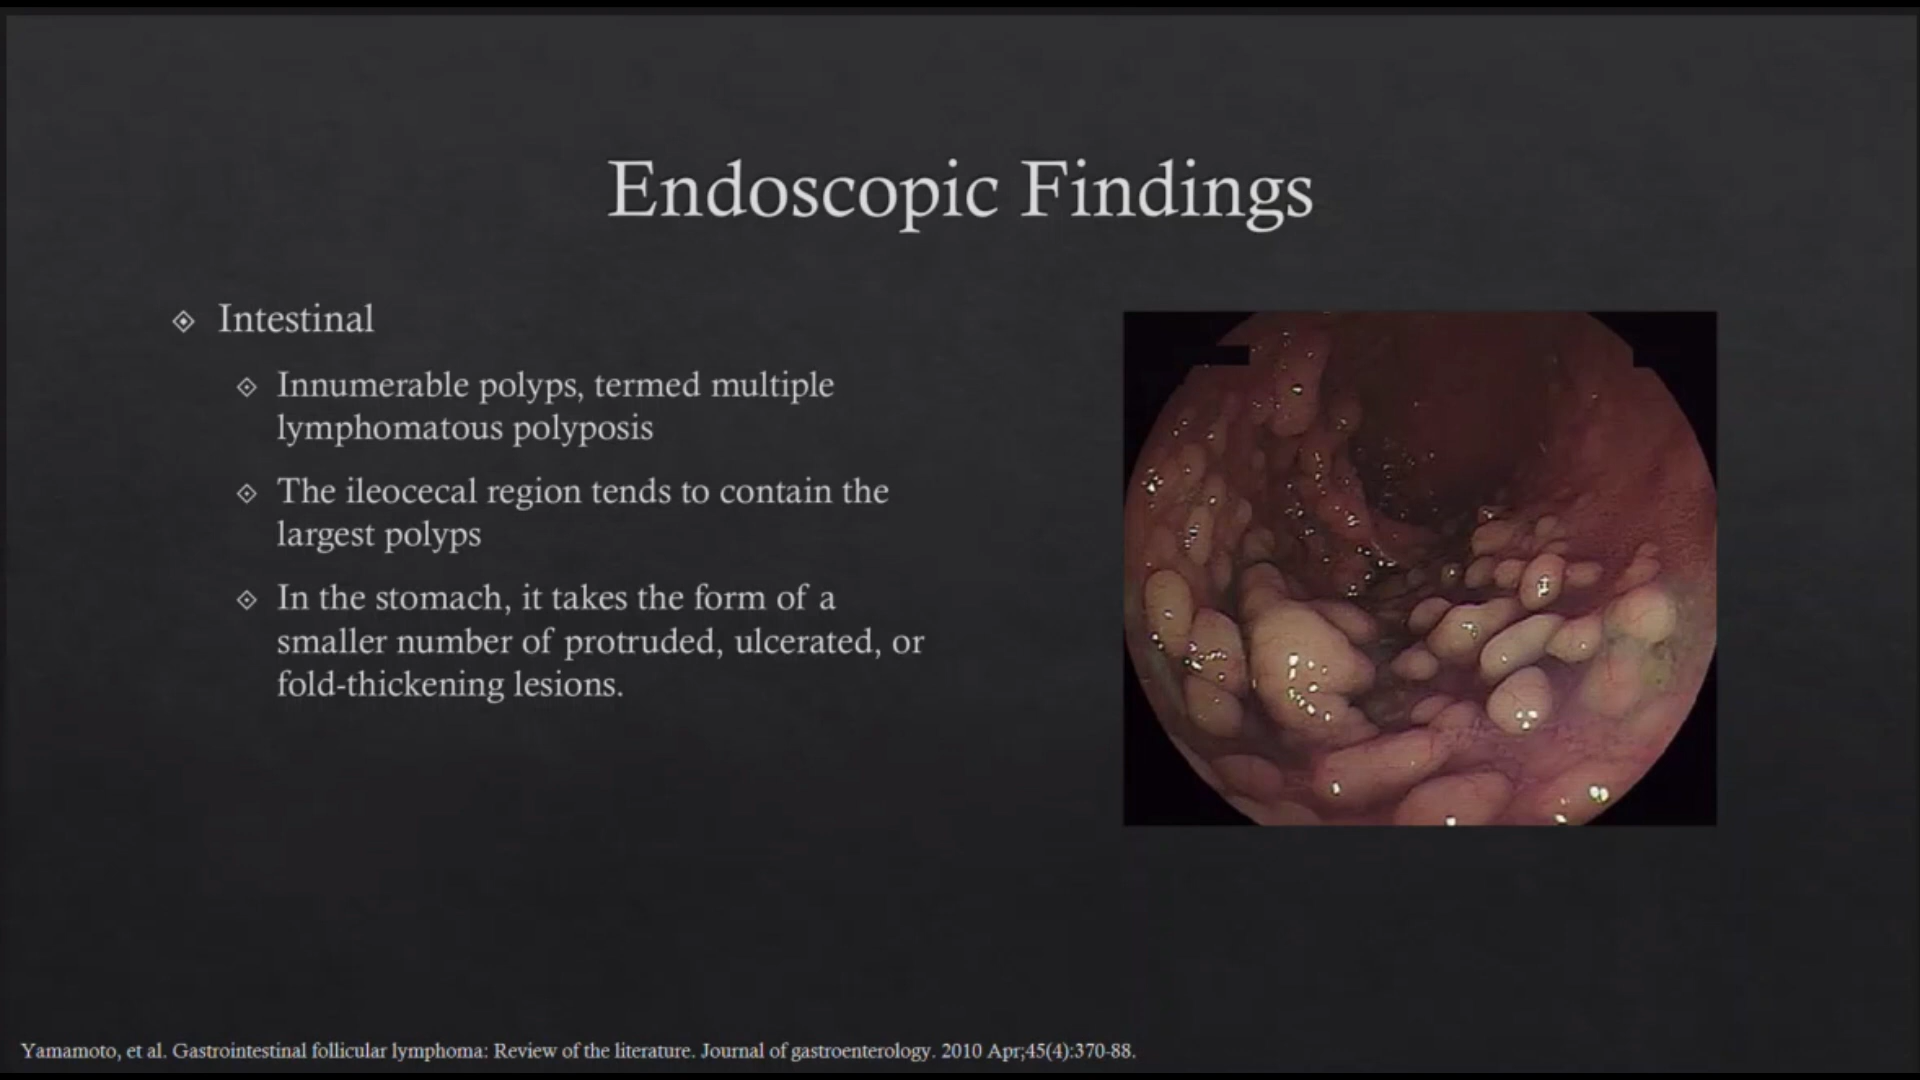 Endoscopic Findings
Intestinal
Innumerable polyps, termed multiple
lymphomatous polyposis
The ileocecal region tends to contain the
largest polyps
In the stomach, it takes the form of a
smaller number of protruded, ulcerated, or
fold-thickening lesions.
Yamamoto, et al. Gastrointestinal follicular lymphoma: Review of the literature. Journal of gastroenterology. 2010 Apr;45(4):370-88.